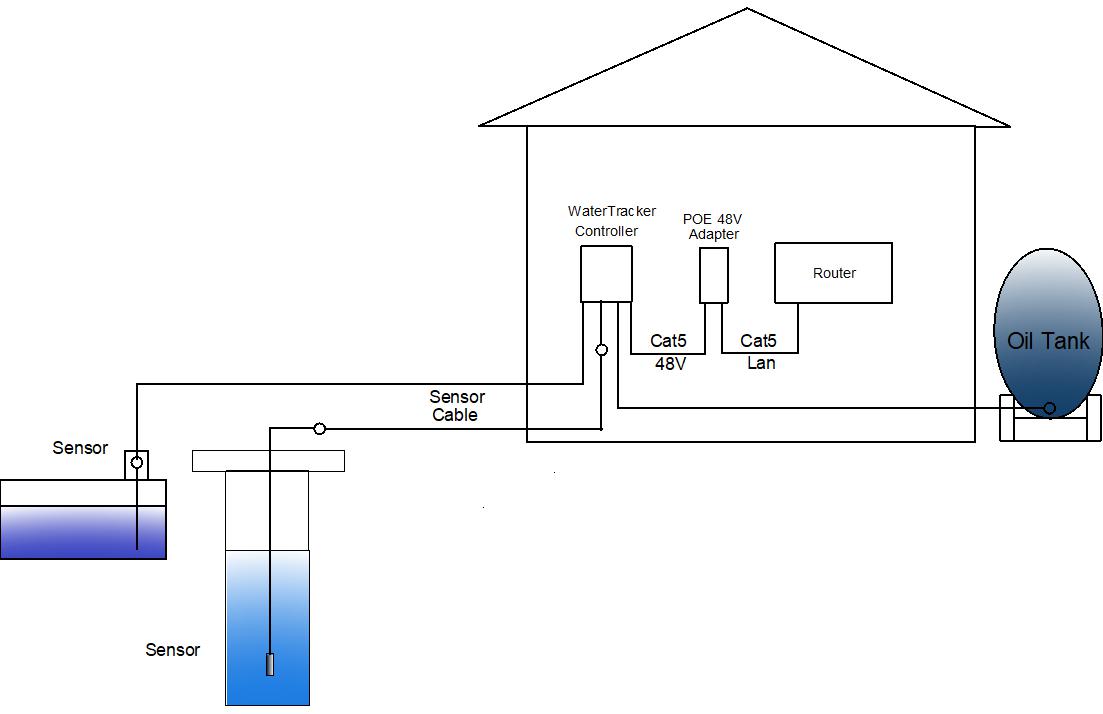 WaterTracker
Controller
POE 48V
Adapter
Router
Cat5
48V
Cat5
Lan
Oil Tank
Sensor
Cable
Sensor
Sensor